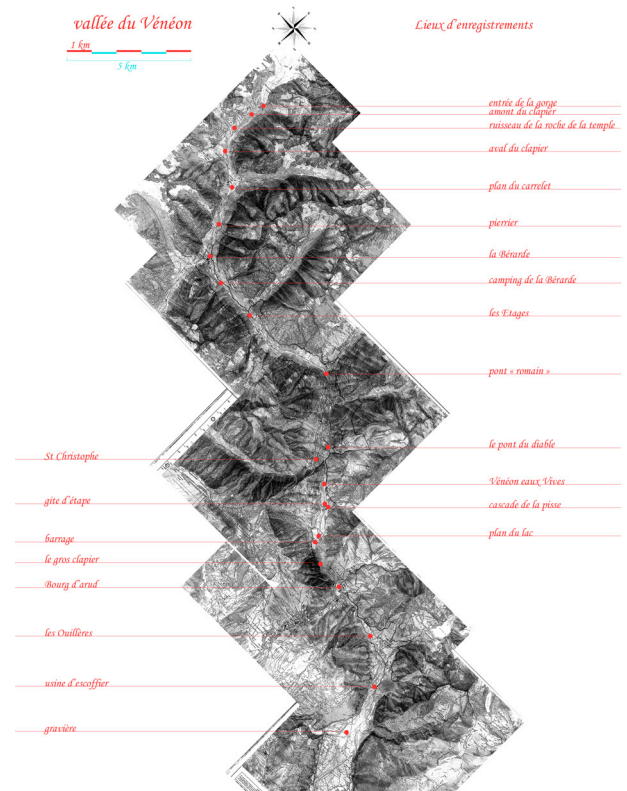 vallée du Vénéon
Lieux d'enregistrements
1 km
5 km
entrée de la gorge
amont du clapier
ruisseau de la roche de la temple
aval du clapier
plan du carrelet
pierrier
la Bérarde
camping de la Bérarde
les Etages
pont « romain »
le pont du diable
St Christophe
Vénéon eaux Vives
gite d'étape
cascade de la pisse
plan du lac
barrage
le gros clapier
Bourg d'arud
les Ouillères
usine d'escoffier
gravière